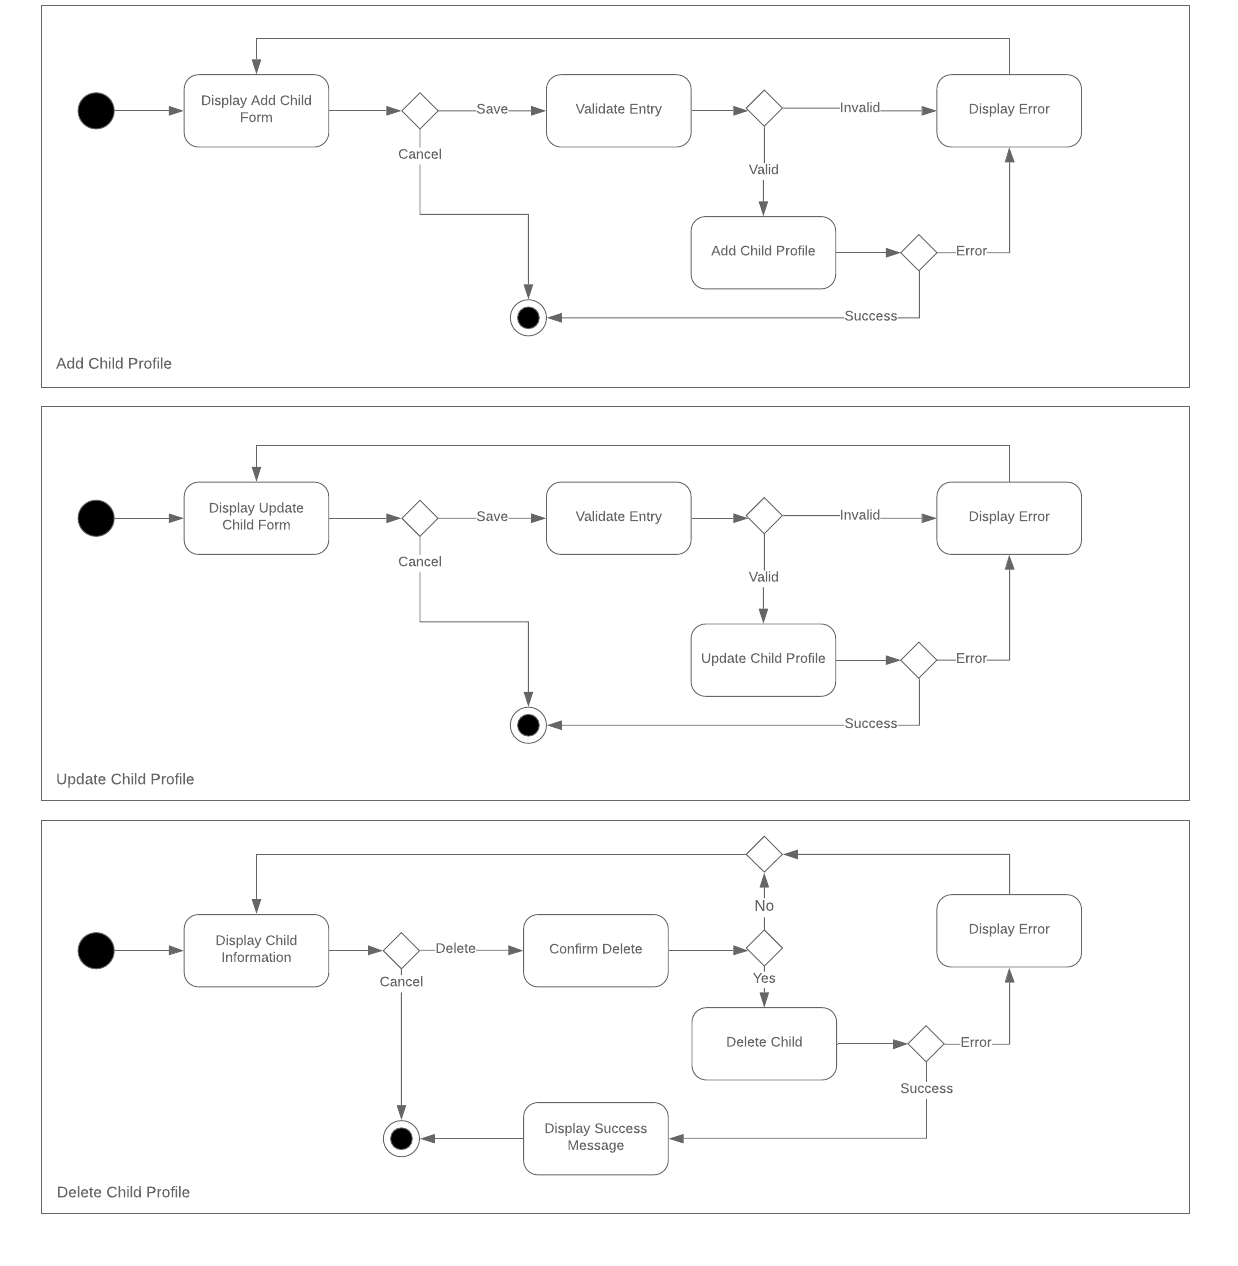 Display Add Child
Form
Save
Validate Entry
Invalid
Display Error
Cancel
Valid
Add Child Profile
Error
Success
Add Child Profile
Display Update
Child Form
Save
Validate Entry
Invalid
Display Error
Cancel
Valid
Update Child Profile
Error
Success
Update Child Profile
No
Display Child
Information
Delete
Confirm Delete
Display Error
Cancel
Yes
Delete Child
Error
Success
Display Success
Message
Delete Child Profile